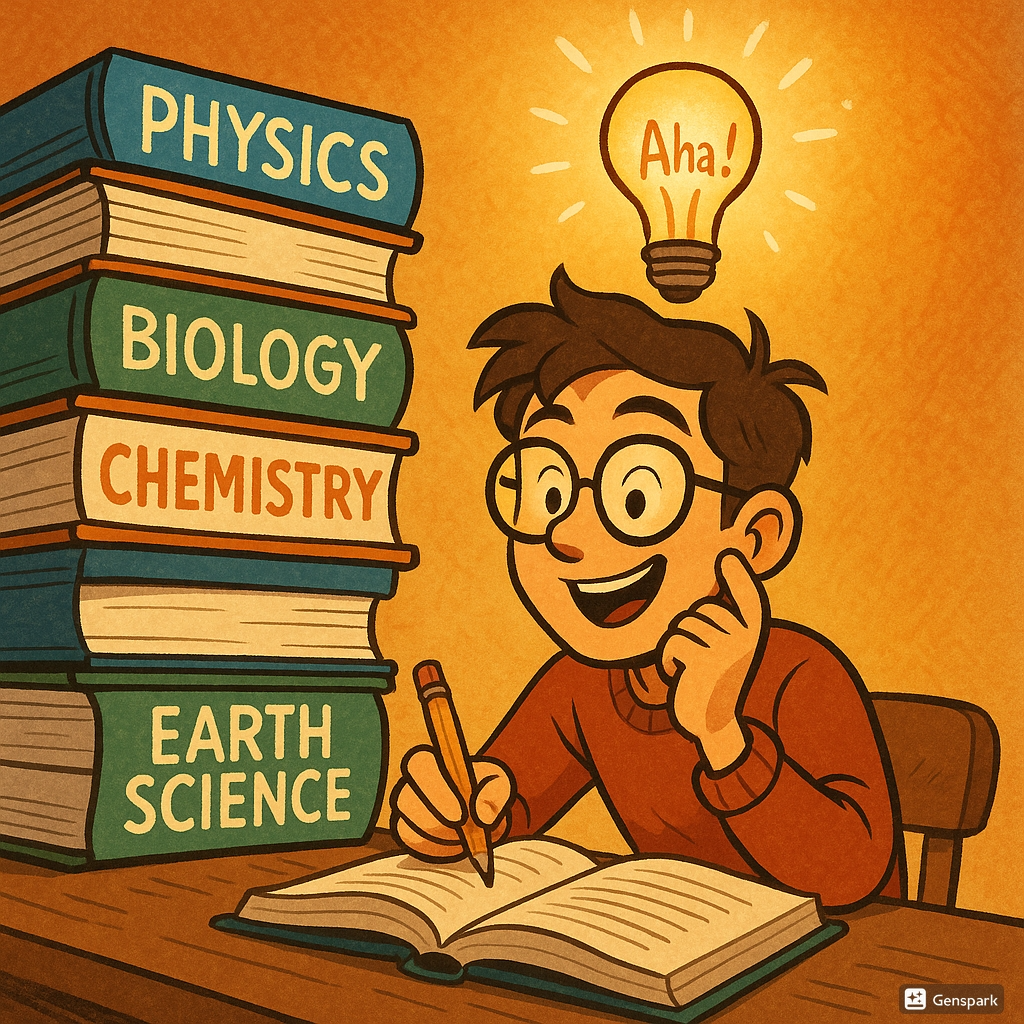 PHYSICS
BIOLOGY
CHEMISTRY
EARTH
SCIENCE
Aha!
Genspark